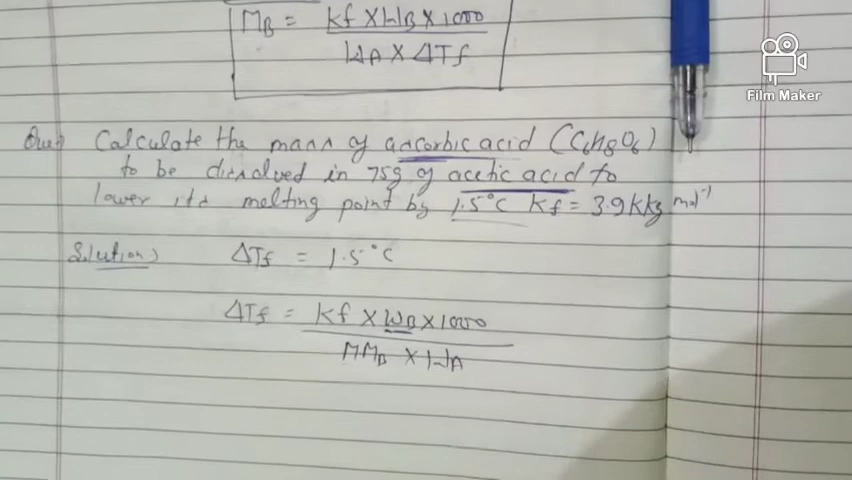 MB = Kf × WB × 1000
WA × ΔTf
Film Maker
Que) Calculate the mass of ascorbic acid (C6H8O6)
to be dissolved in 75g of acetic acid to
lower its melting point by 1.5°C Kf = 3.9 K kg mol⁻¹
Solution) ΔTf = 1.5°C
ΔTf = Kf × WB × 1000
MMB × WA